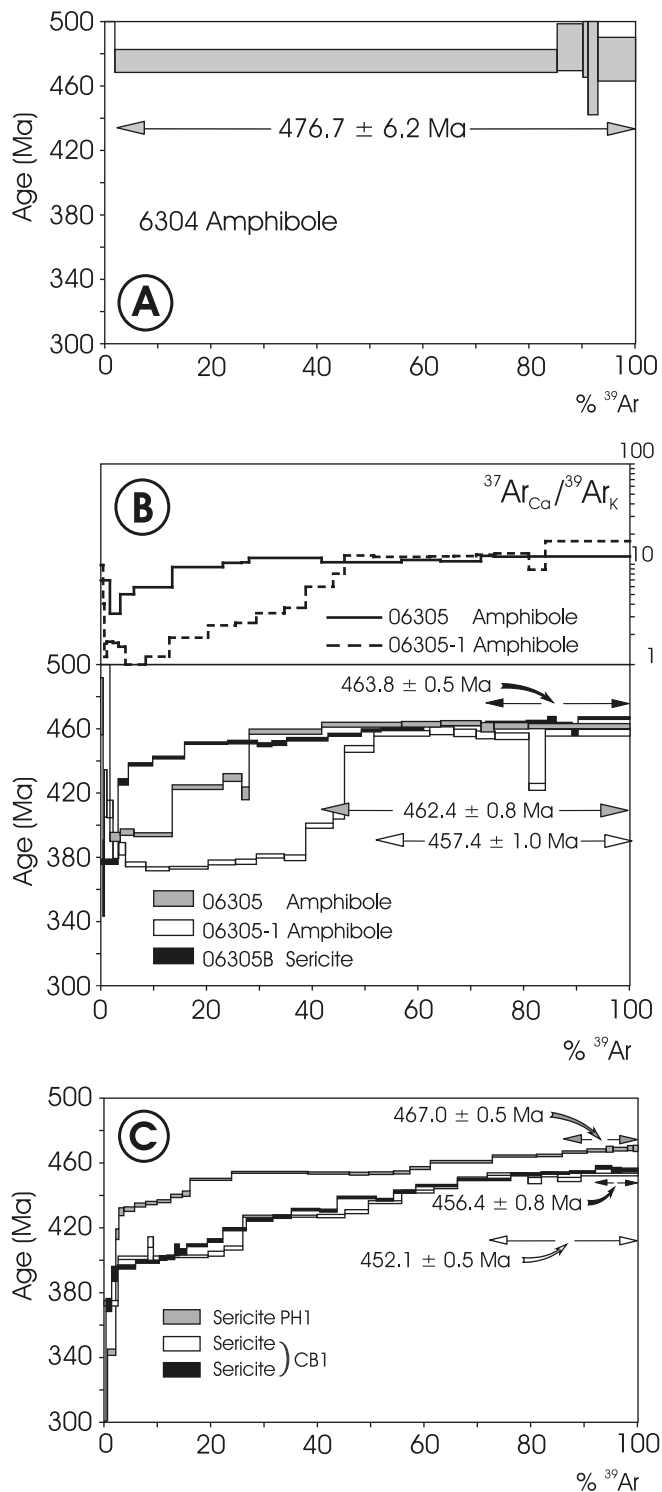 500
460
420
380
340
300
Age (Ma)
476.7 ± 6.2 Ma
6304 Amphibole
A
0 20 40 60 80 100
% ³⁹Ar
B
³⁷ArCa/³⁹ArK
100
10
1
06305 Amphibole
06305-1 Amphibole
500
460
420
380
340
300
Age (Ma)
463.8 ± 0.5 Ma
462.4 ± 0.8 Ma
457.4 ± 1.0 Ma
06305 Amphibole
06305-1 Amphibole
06305B Sericite
0 20 40 60 80 100
% ³⁹Ar
C
500
460
420
380
340
300
Age (Ma)
467.0 ± 0.5 Ma
456.4 ± 0.8 Ma
452.1 ± 0.5 Ma
Sericite PH1
Sericite
Sericite
) CB1
0 20 40 60 80 100
% ³⁹Ar